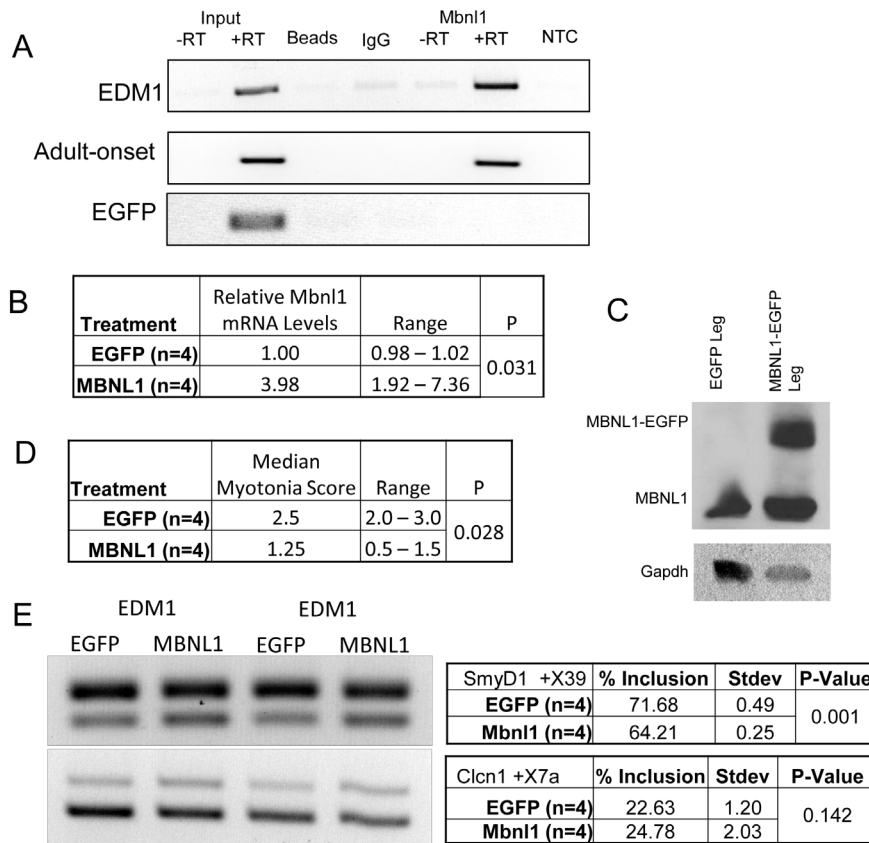 A
Input
Mbnl1
-RT +RT Beads IgG -RT +RT NTC
EDM1
Adult-onset
EGFP
B
Treatment Relative Mbnl1 mRNA Levels Range P
EGFP (n=4) 1.00 0.98 – 1.02 0.031
MBNL1 (n=4) 3.98 1.92 – 7.36
C
EGFP Leg
MBNL1-EGFP
Leg
MBNL1-EGFP
MBNL1
Gapdh
D
Treatment Median Myotonia Score Range P
EGFP (n=4) 2.5 2.0 – 3.0 0.028
MBNL1 (n=4) 1.25 0.5 – 1.5
E
EDM1 EDM1
EGFP MBNL1 EGFP MBNL1
SmyD1 +X39 % Inclusion Stdev P-Value
EGFP (n=4) 71.68 0.49 0.001
Mbnl1 (n=4) 64.21 0.25
Clcn1 +X7a % Inclusion Stdev P-Value
EGFP (n=4) 22.63 1.20 0.142
Mbnl1 (n=4) 24.78 2.03